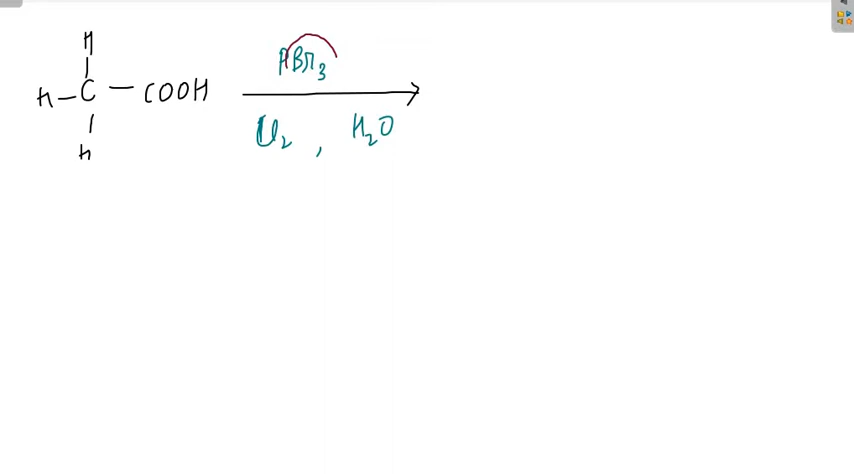 H
PBr3
H-C-COOH
H
Cl2, H2O